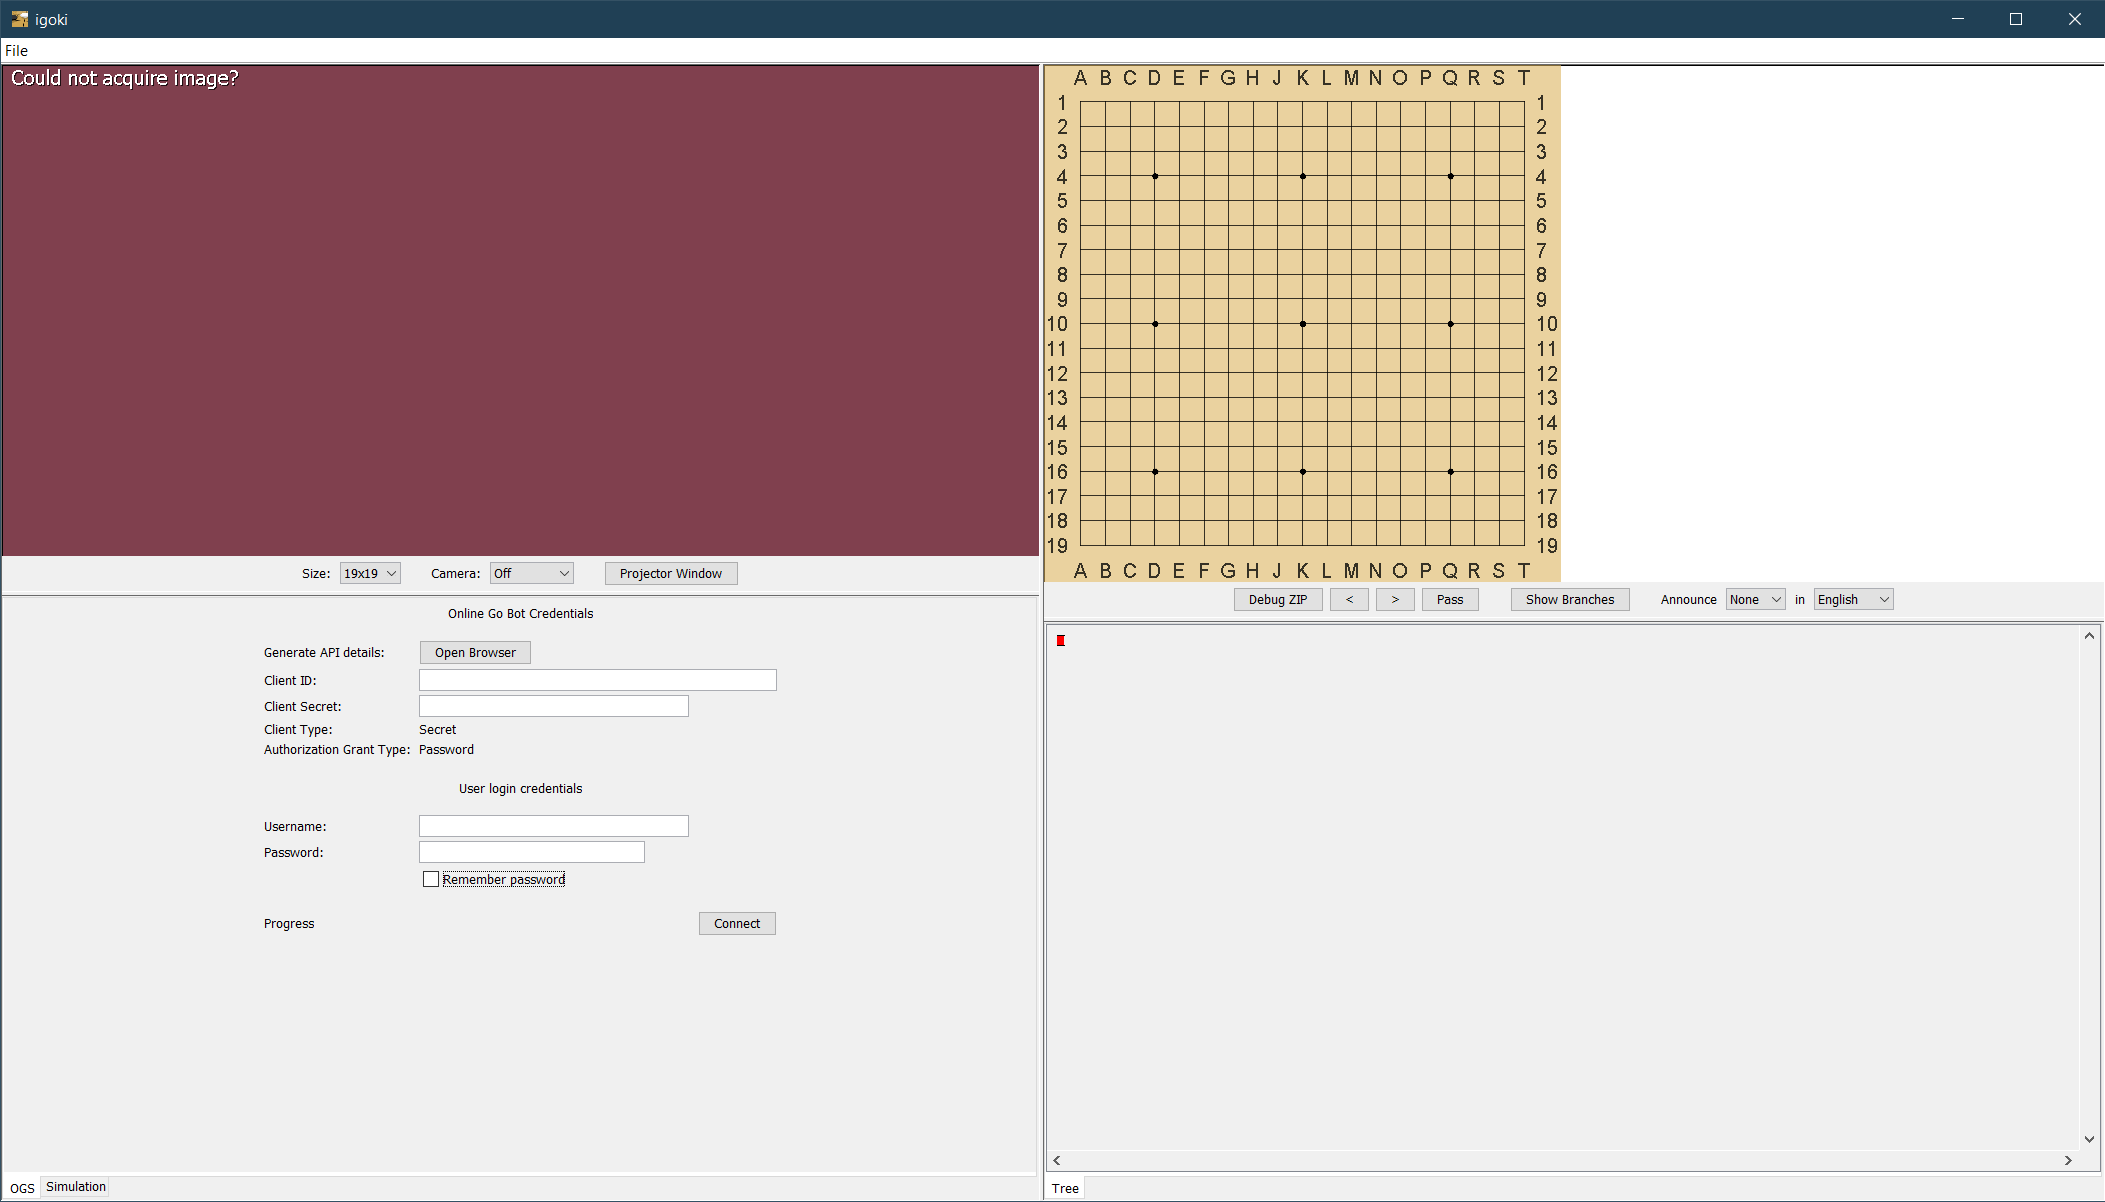 igoki
File
Could not acquire image?
Size: 19x19 Camera: Off Projector Window
Online Go Bot Credentials
Generate API details: Open Browser
Client ID:
Client Secret:
Client Type: Secret
Authorization Grant Type: Password
User login credentials
Username:
Password:
Remember password
Progress Connect
OGS Simulation
A B C D E F G H J K L M N O P Q R S T
1 1
2 2
3 3
4 4
5 5
6 6
7 7
8 8
9 9
10 10
11 11
12 12
13 13
14 14
15 15
16 16
17 17
18 18
19 19
A B C D E F G H J K L M N O P Q R S T
Debug ZIP < > Pass Show Branches Announce None in English
Tree